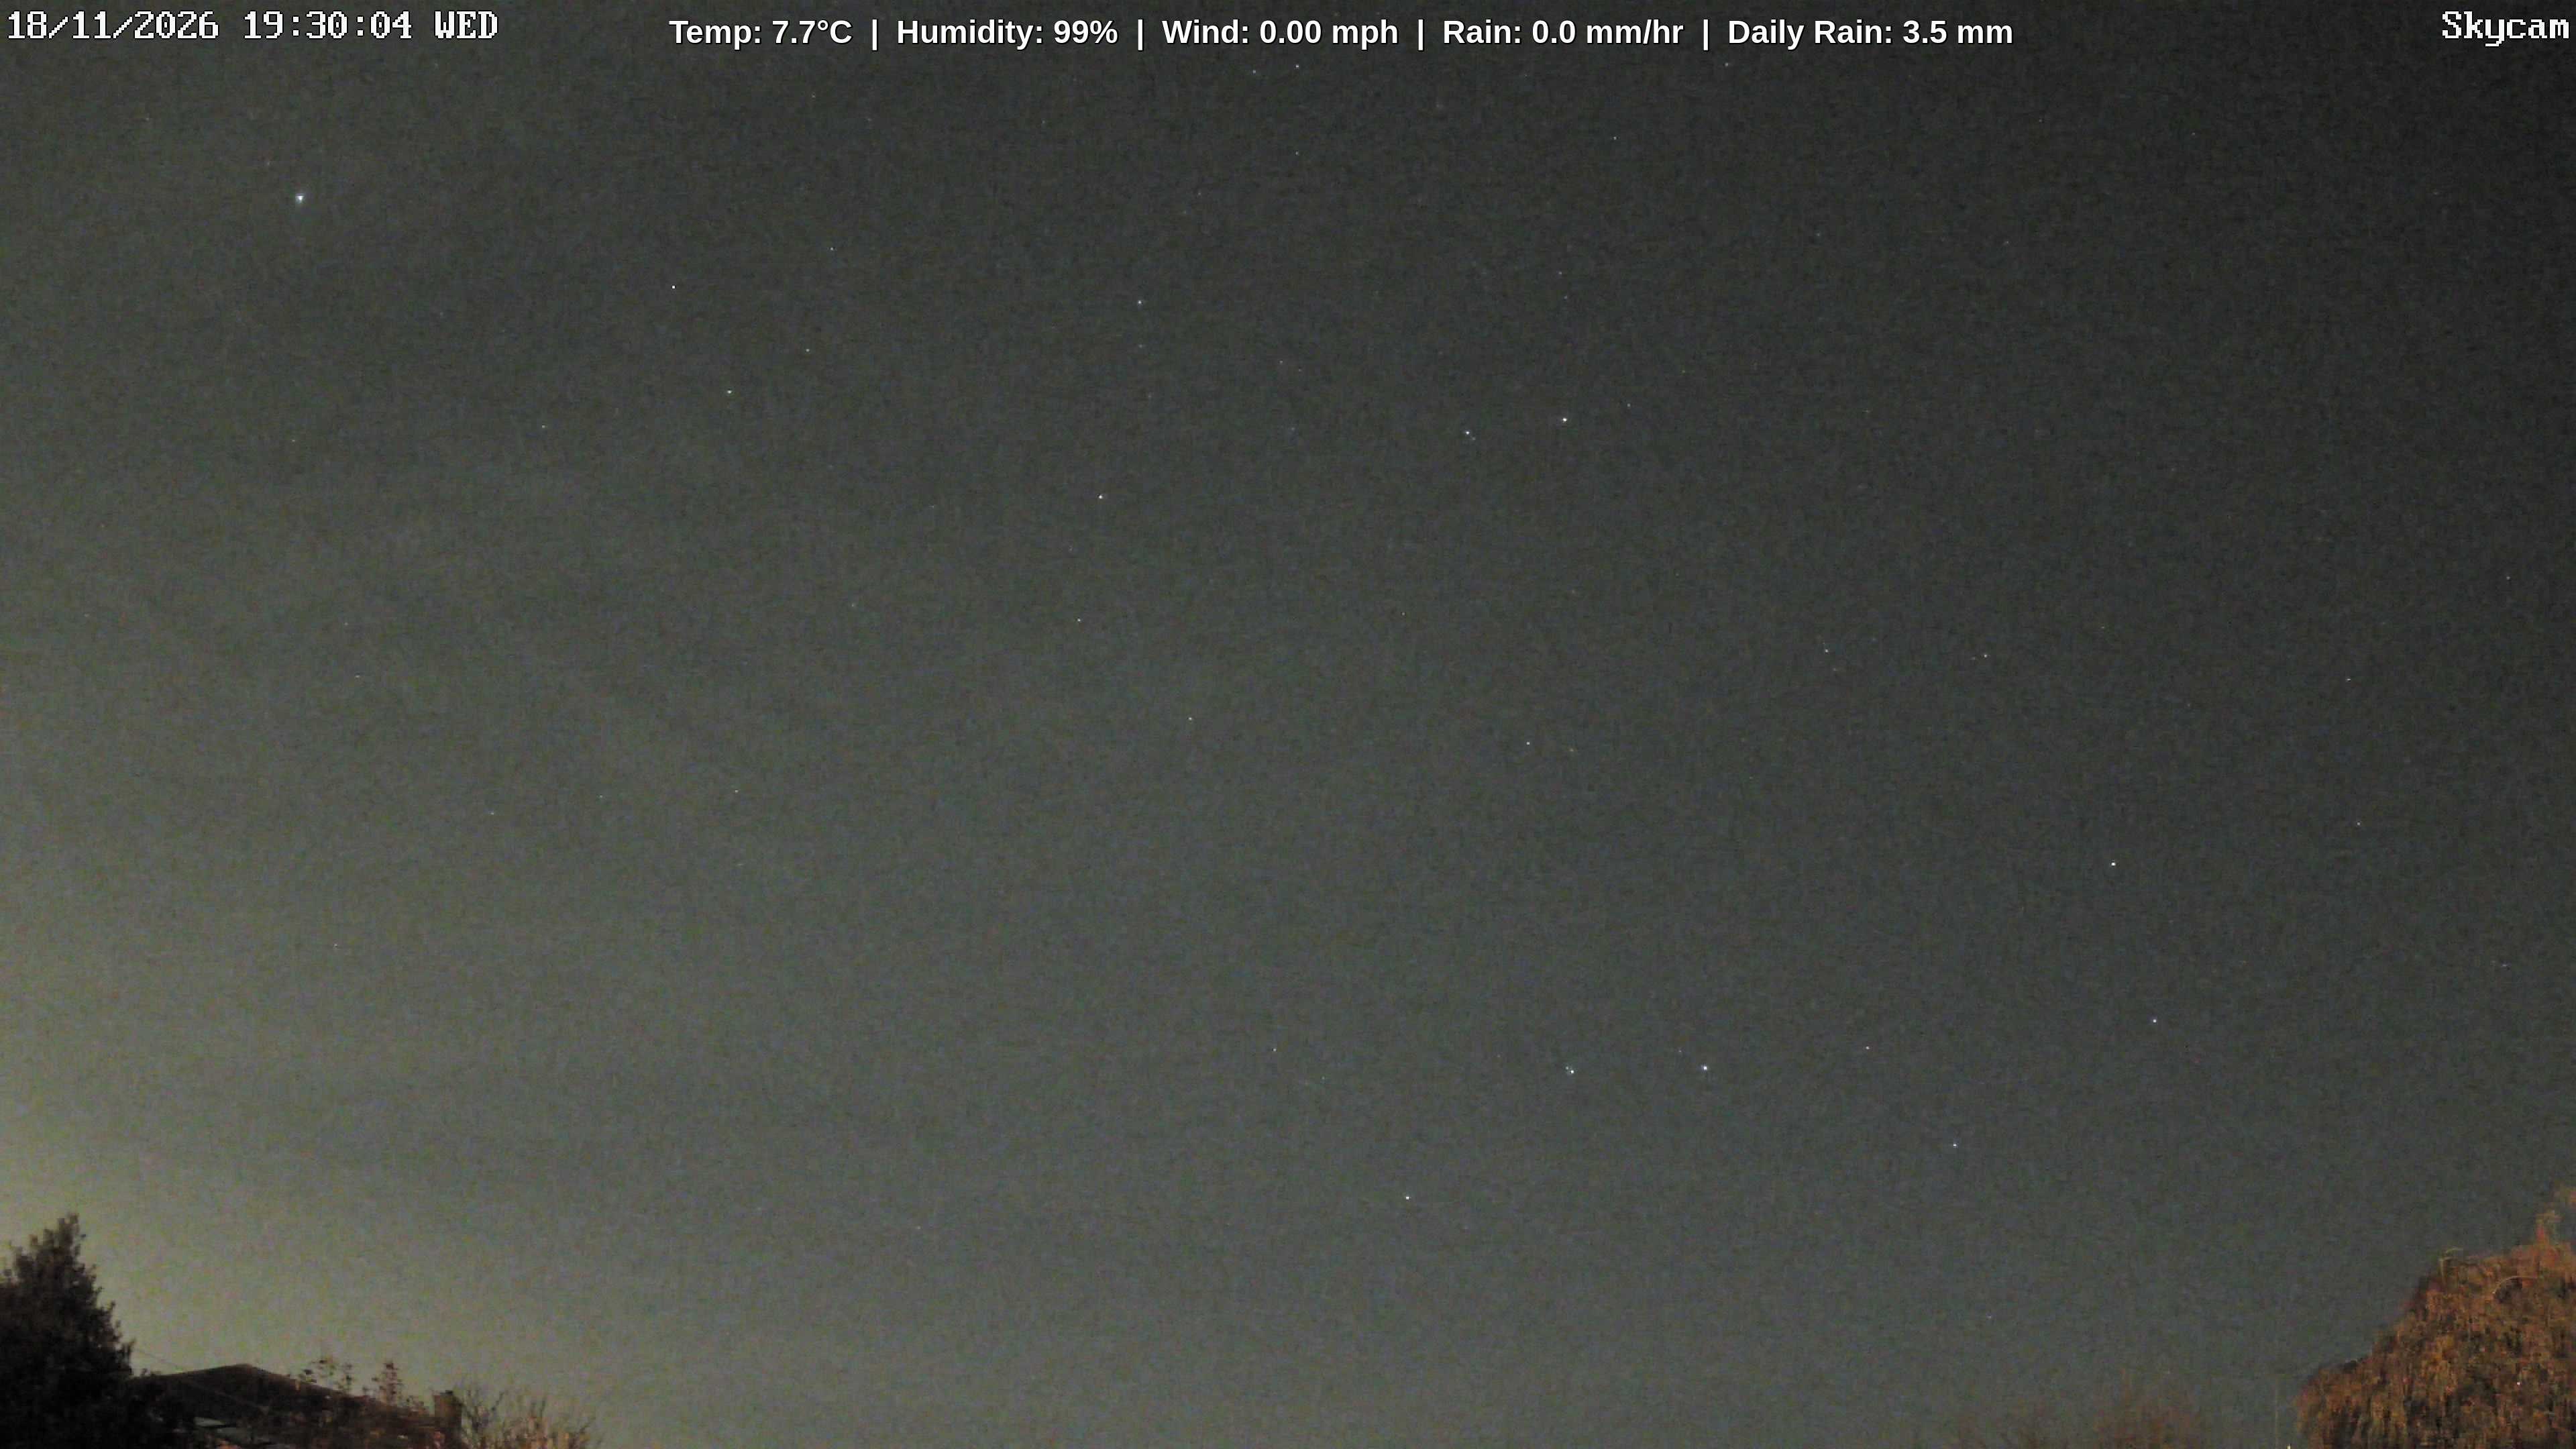 18/11/2026 19:30:04 WED
Temp: 7.7°C | Humidity: 99% | Wind: 0.00 mph | Rain: 0.0 mm/hr | Daily Rain: 3.5 mm
Skycam